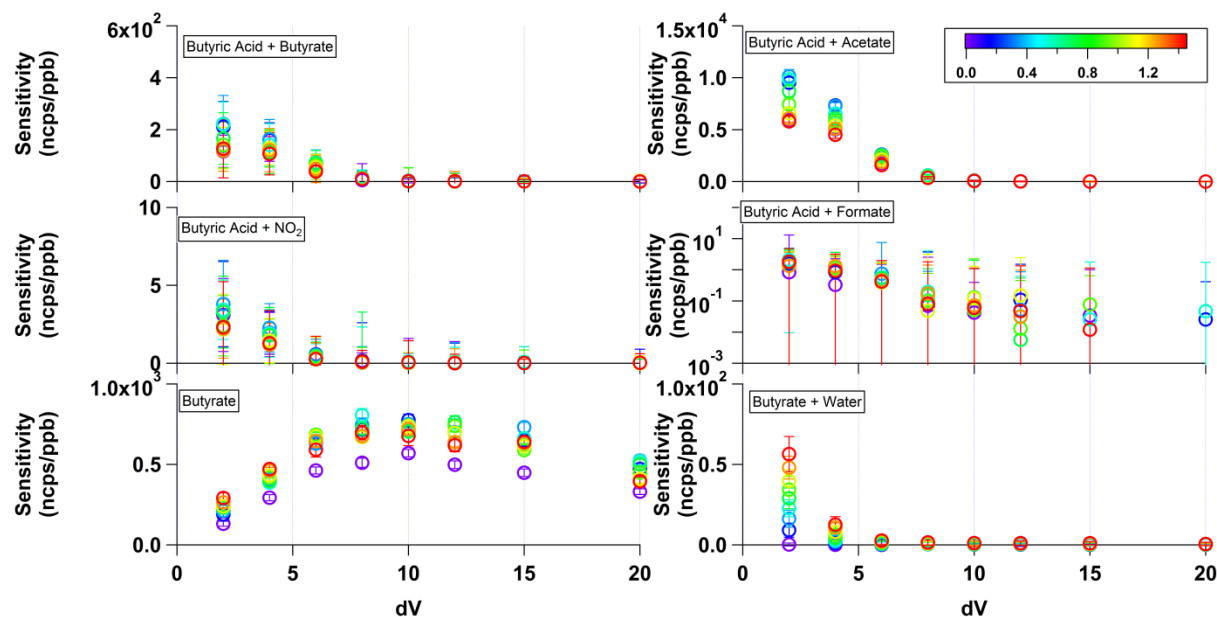 6x10²
4
2
0
Sensitivity
(ncps/ppb)
Butyric Acid + Butyrate
1.5x10⁴
1.0
0.5
0.0
Sensitivity
(ncps/ppb)
Butyric Acid + Acetate
0.0 0.4 0.8 1.2
10
5
0
Sensitivity
(ncps/ppb)
Butyric Acid + NO₂
10¹
10⁻¹
10⁻³
Sensitivity
(ncps/ppb)
Butyric Acid + Formate
1.0x10³
0.5
0.0
Sensitivity
(ncps/ppb)
Butyrate
0 5 10 15 20
dV
1.0x10²
0.5
0.0
Sensitivity
(ncps/ppb)
Butyrate + Water
0 5 10 15 20
dV